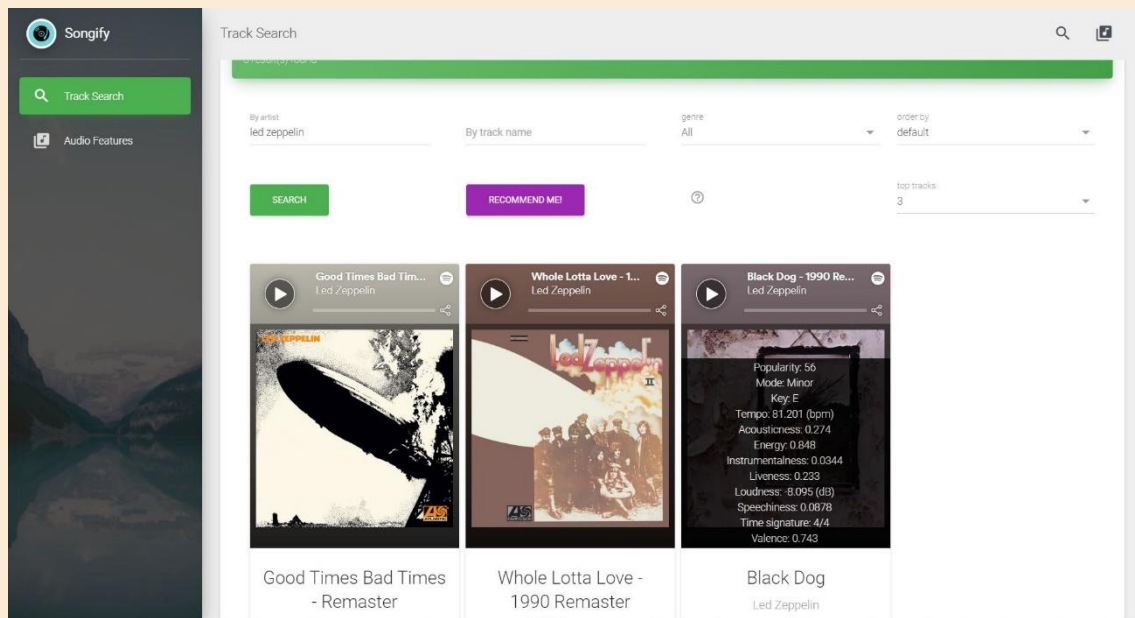 Songify
Track Search
Track Search
Audio Features
result(s) found
By artist
led zeppelin
By track name
genre
All
order by
default
SEARCH
RECOMMEND ME!
top tracks
3
Good Times Bad Tim...
Led Zeppelin
Whole Lotta Love - 1...
Led Zeppelin
Black Dog - 1990 Re...
Led Zeppelin
LED ZEPPELIN
ATLANTIC
Led Zeppelin
II
Popularity: 56
Mode: Minor
Key: E
Tempo: 81.201 (bpm)
Acousticness: 0.274
Energy: 0.848
Instrumentalness: 0.0344
Liveness: 0.233
Loudness: -8.095 (dB)
Speechiness: 0.0878
Time signature: 4/4
Valence: 0.743
Good Times Bad Times
- Remaster
Whole Lotta Love -
1990 Remaster
Black Dog
Led Zeppelin